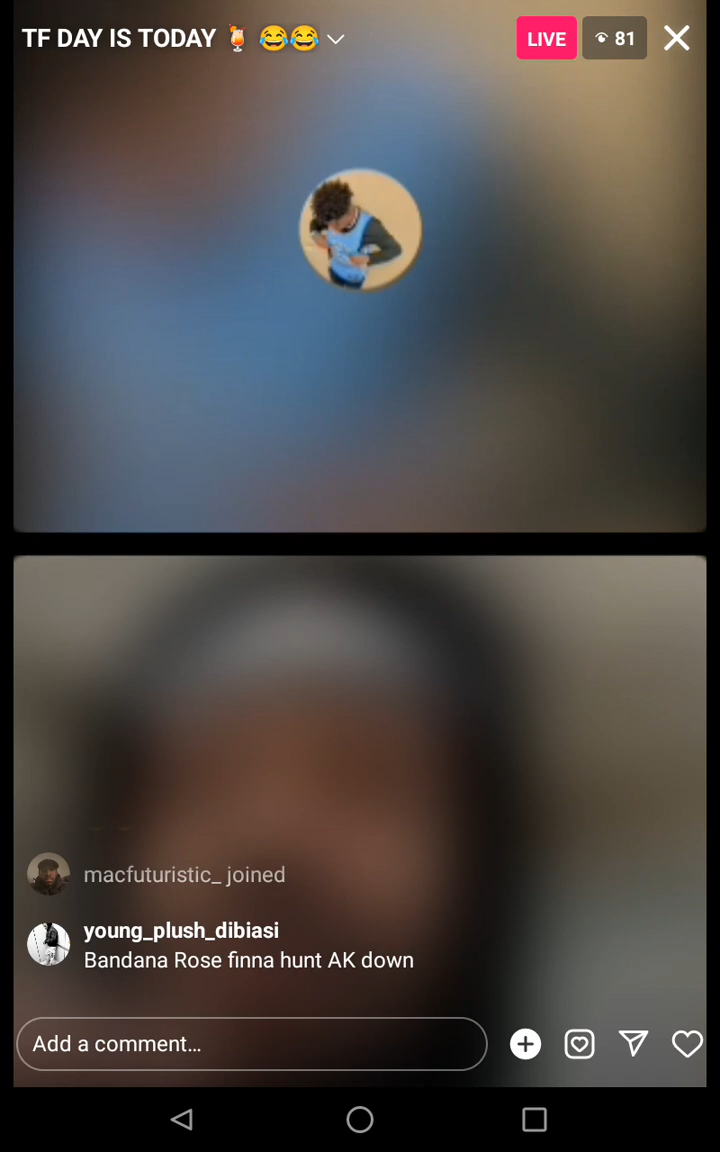 TF DAY IS TODAY 🍹 😂😂
LIVE
81
macfuturistic_ joined
young_plush_dibiasi
Bandana Rose finna hunt AK down
Add a comment...